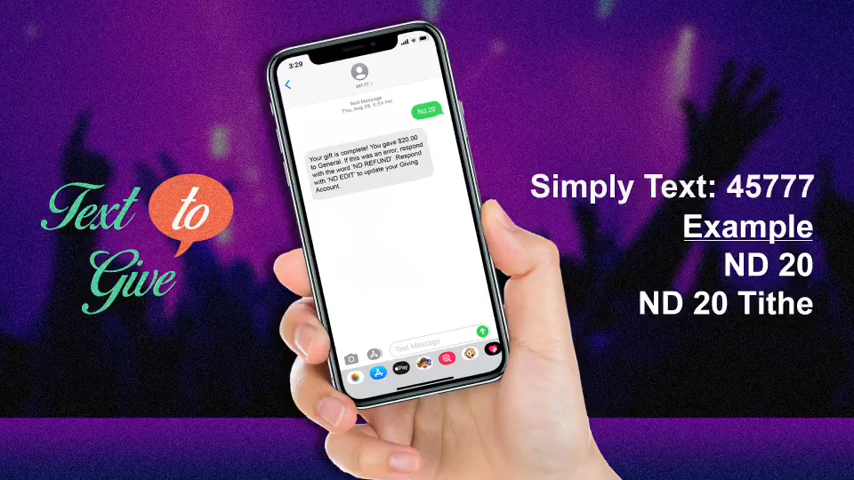 Text to
Give
3:29
Text Message
Nd 20
Your gift is complete! You gave $20.00
to General. If this was an error, respond
with the word 'ND REFUND'. Respond
with 'ND EDIT' to update your Giving
Account.
Text Message
Pay
Simply Text: 45777
Example
ND 20
ND 20 Tithe